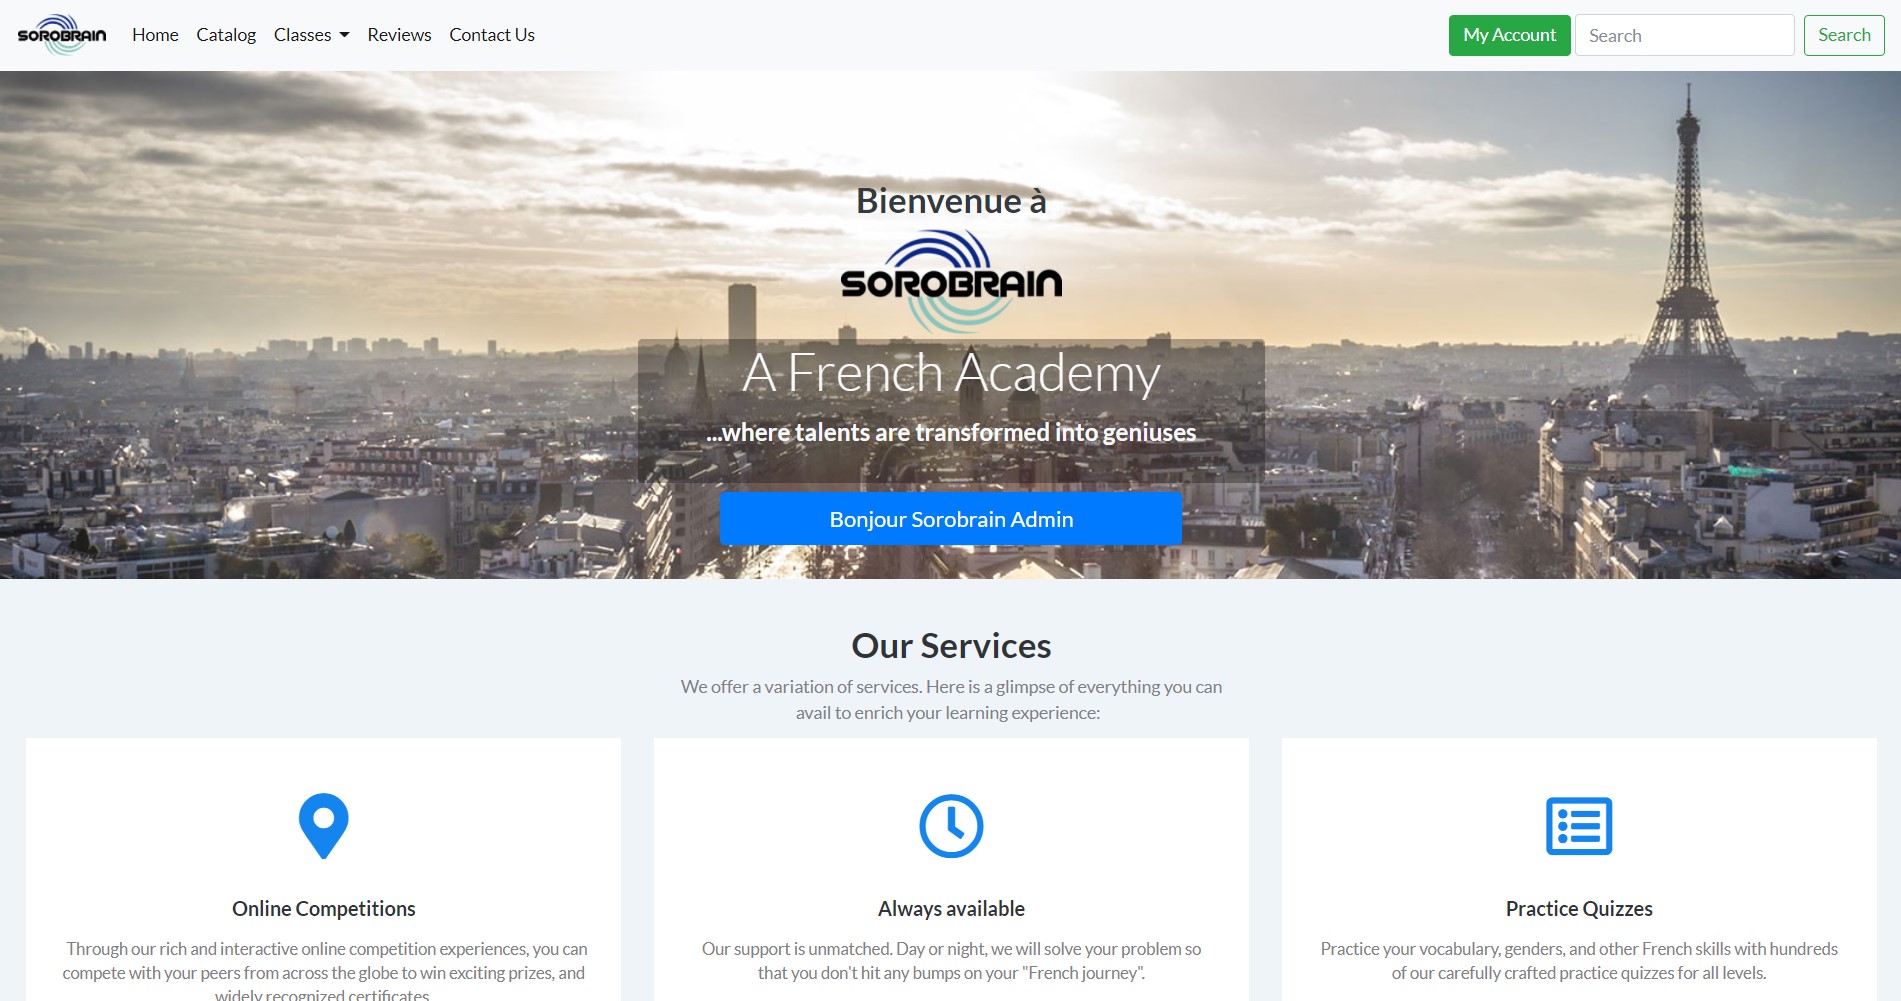 SOROBRAIN
Home Catalog Classes Reviews Contact Us
My Account Search Search
Bienvenue à
SOROBRAIN
A French Academy
...where talents are transformed into geniuses
Bonjour Sorobrain Admin
Our Services
We offer a variation of services. Here is a glimpse of everything you can
avail to enrich your learning experience:
Online Competitions
Through our rich and interactive online competition experiences, you can
compete with your peers from across the globe to win exciting prizes, and
widely recognized certificates.
Always available
Our support is unmatched. Day or night, we will solve your problem so
that you don't hit any bumps on your "French journey".
Practice Quizzes
Practice your vocabulary, genders, and other French skills with hundreds
of our carefully crafted practice quizzes for all levels.